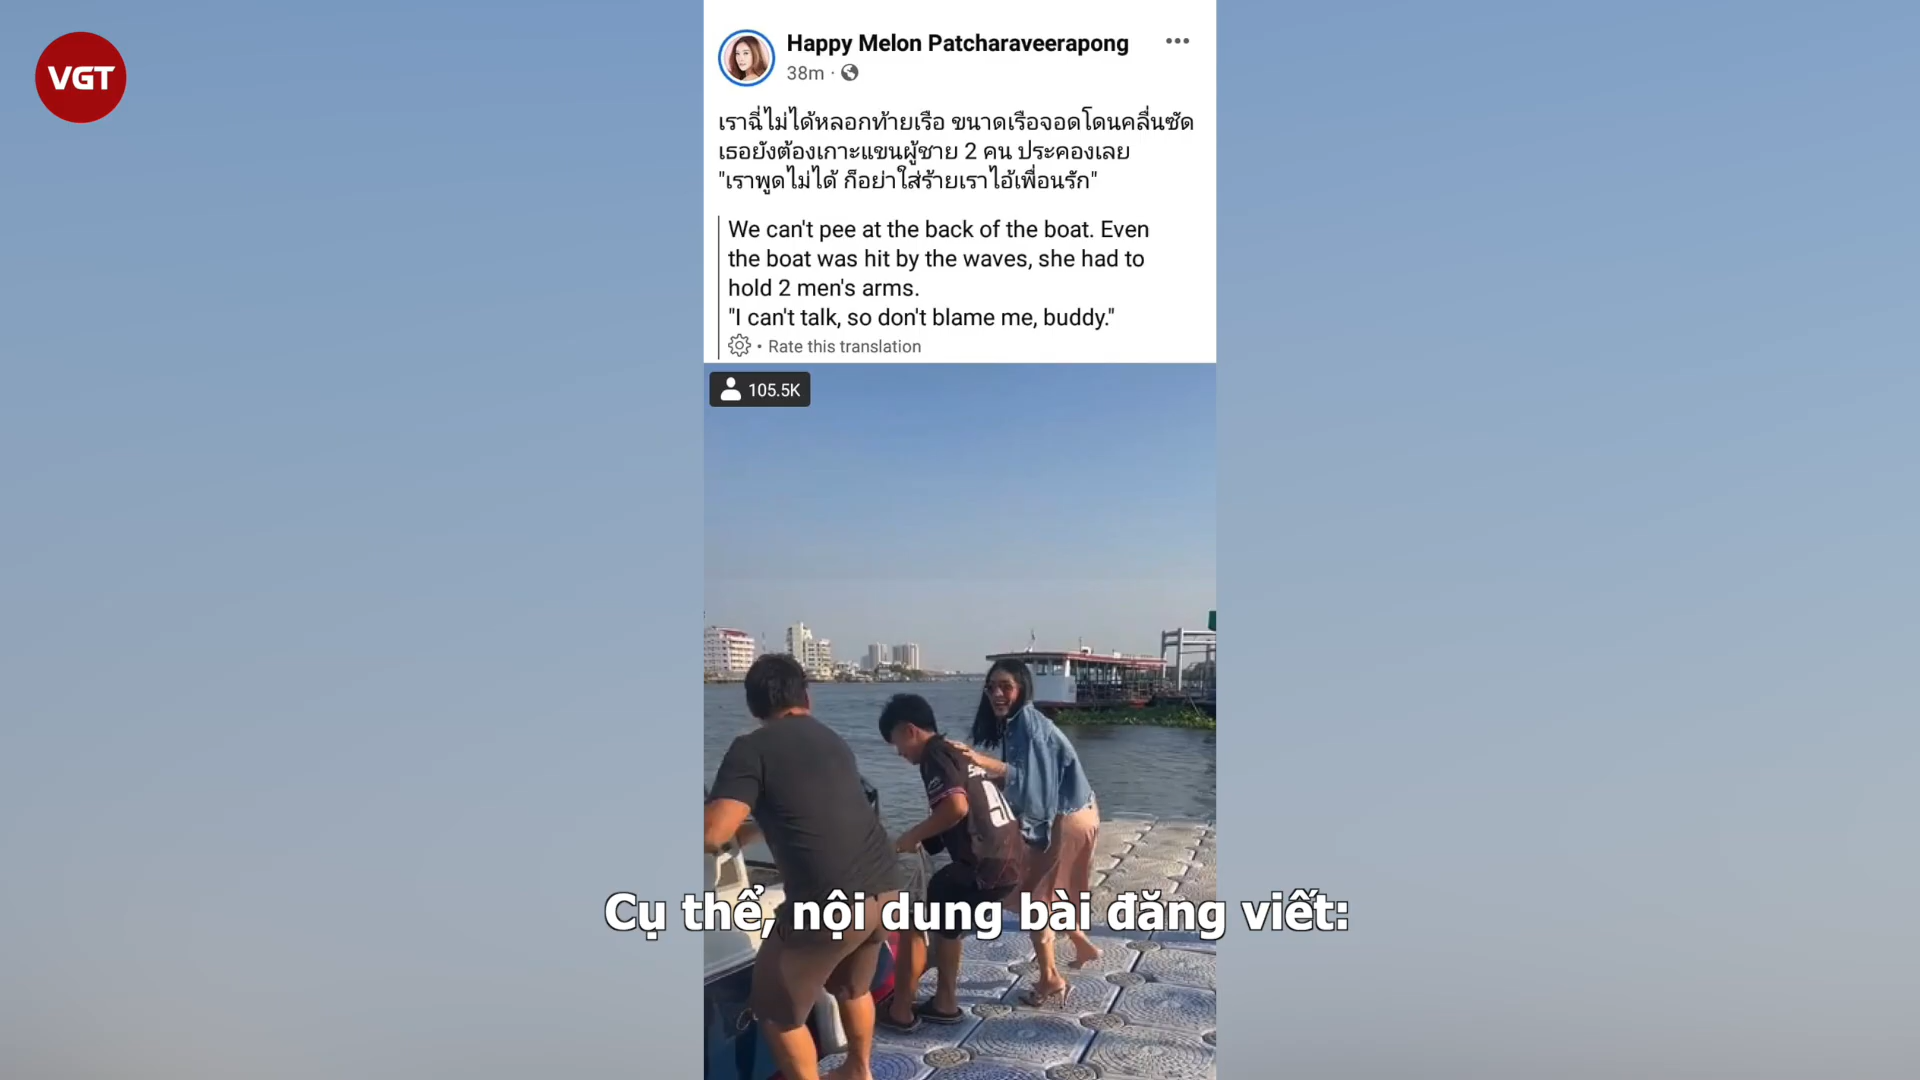 VGT
Happy Melon Patcharaveerapong
38m ·
เราฉี่ไม่ได้หลอกท้ายเรือ ขนาดเรือจอดโดนคลื่นซัด
เธอยังต้องเกาะแขนผู้ชาย 2 คน ประคองเลย
"เราพูดไม่ได้ ก็อย่าใส่ร้ายเราไอ้เพื่อนรัก"
We can't pee at the back of the boat. Even
the boat was hit by the waves, she had to
hold 2 men's arms.
"I can't talk, so don't blame me, buddy."
• Rate this translation
105.5K
Cụ thể, nội dung bài đăng viết: